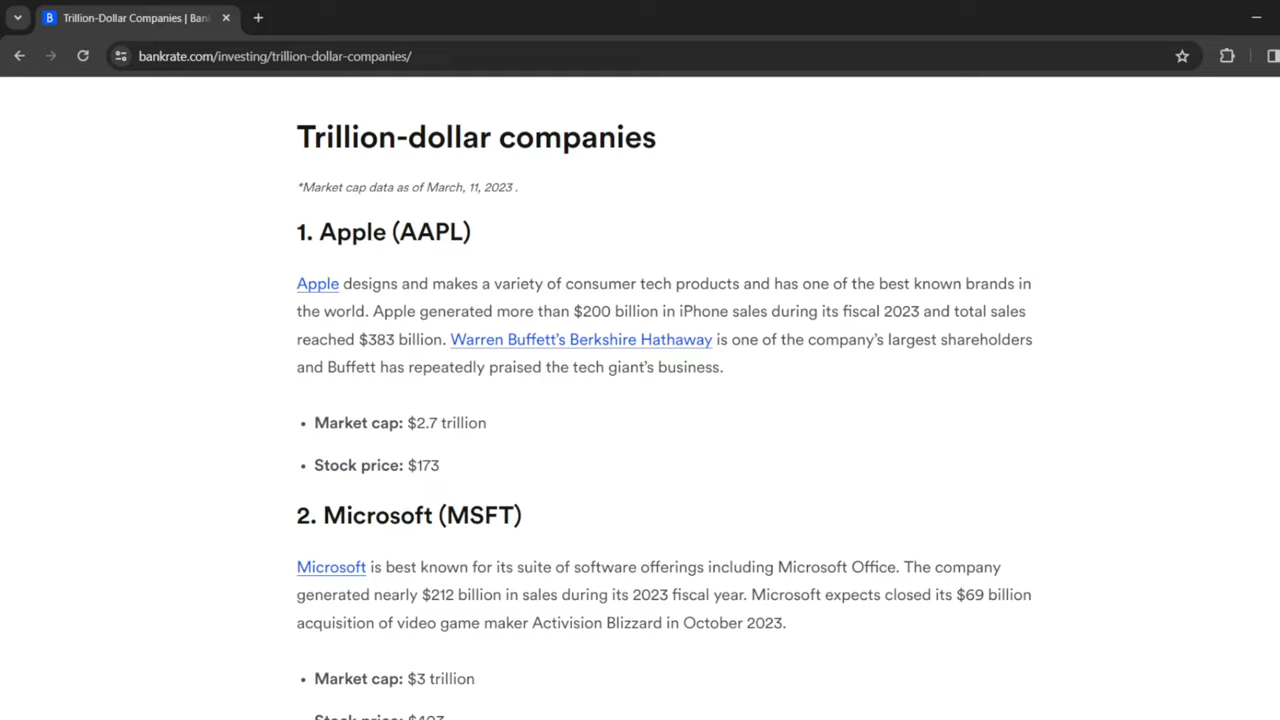 Trillion-Dollar Companies | Ban
bankrate.com/investing/trillion-dollar-companies/
Trillion-dollar companies
*Market cap data as of March, 11, 2023 .
1. Apple (AAPL)
Apple designs and makes a variety of consumer tech products and has one of the best known brands in
the world. Apple generated more than $200 billion in iPhone sales during its fiscal 2023 and total sales
reached $383 billion. Warren Buffett’s Berkshire Hathaway is one of the company’s largest shareholders
and Buffett has repeatedly praised the tech giant’s business.
• Market cap: $2.7 trillion
• Stock price: $173
2. Microsoft (MSFT)
Microsoft is best known for its suite of software offerings including Microsoft Office. The company
generated nearly $212 billion in sales during its 2023 fiscal year. Microsoft expects closed its $69 billion
acquisition of video game maker Activision Blizzard in October 2023.
• Market cap: $3 trillion
Stock price: